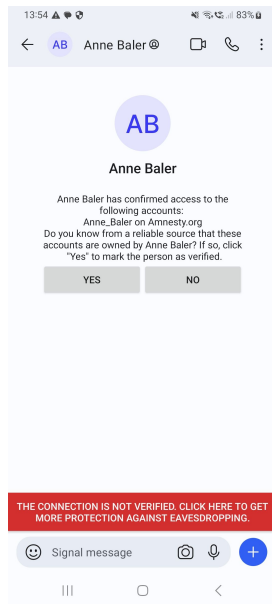 13:54
83%
AB Anne Baler
AB
Anne Baler
Anne Baler has confirmed access to the
following accounts:
Anne_Baler on Amnesty.org
Do you know from a reliable source that these
accounts are owned by Anne Baler? If so, click
"Yes" to mark the person as verified.
YES NO
THE CONNECTION IS NOT VERIFIED. CLICK HERE TO GET
MORE PROTECTION AGAINST EAVESDROPPING.
Signal message